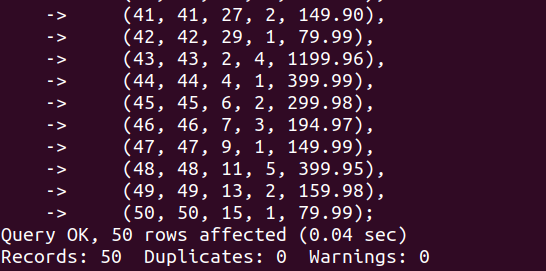 -> (41, 41, 27, 2, 149.90),
-> (42, 42, 29, 1, 79.99),
-> (43, 43, 2, 4, 1199.96),
-> (44, 44, 4, 1, 399.99),
-> (45, 45, 6, 2, 299.98),
-> (46, 46, 7, 3, 194.97),
-> (47, 47, 9, 1, 149.99),
-> (48, 48, 11, 5, 399.95),
-> (49, 49, 13, 2, 159.98),
-> (50, 50, 15, 1, 79.99);
Query OK, 50 rows affected (0.04 sec)
Records: 50  Duplicates: 0  Warnings: 0